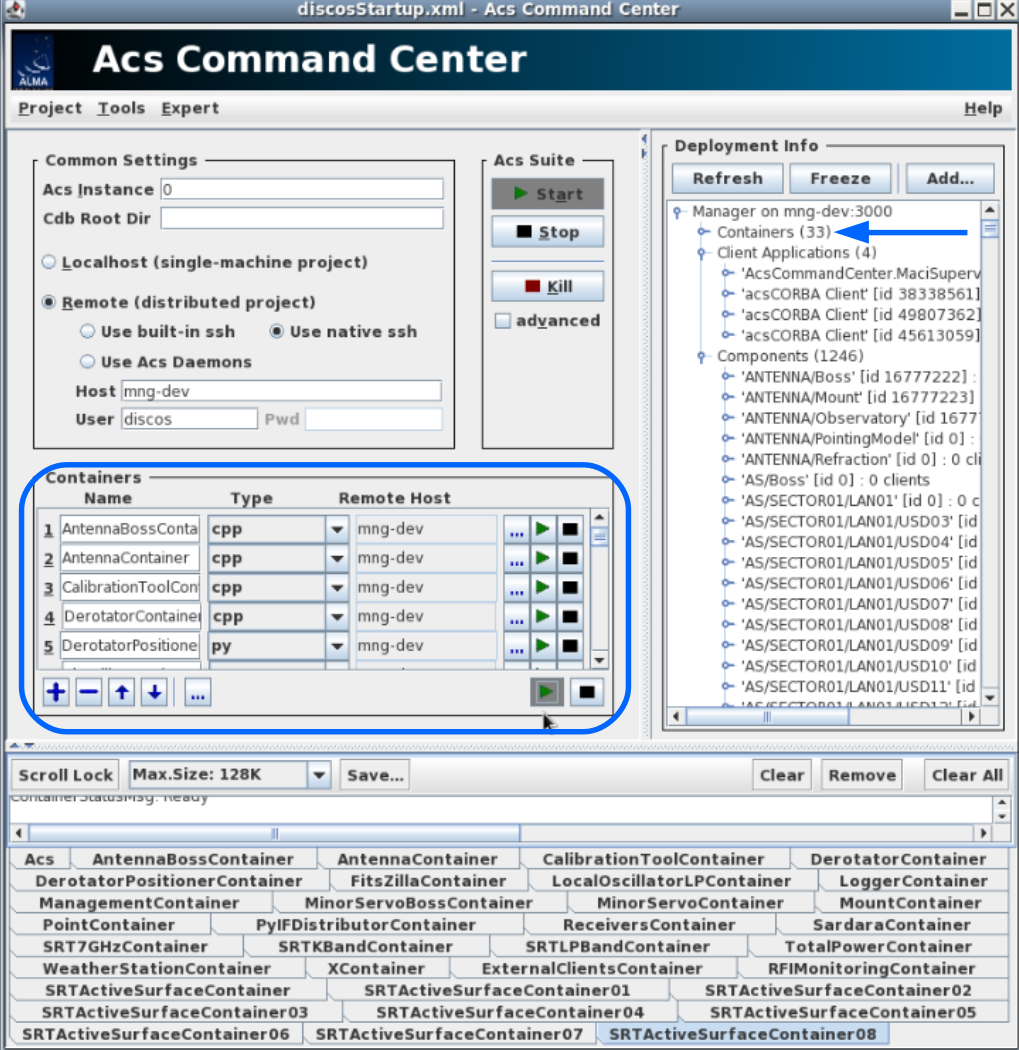 discosStartup.xml - Acs Command Center
ALMA
Acs Command Center
Project Tools Expert Help
Common Settings
Acs Instance 0
Cdb Root Dir
Localhost (single-machine project)
Remote (distributed project)
Use built-in ssh Use native ssh
Use Acs Daemons
Host mng-dev
User discos Pwd
Acs Suite
Start
Stop
Kill
advanced
Containers
Name Type Remote Host
1 AntennaBossConta cpp mng-dev ...
2 AntennaContainer cpp mng-dev ...
3 CalibrationToolCon cpp mng-dev ...
4 DerotatorContainer cpp mng-dev ...
5 DerotatorPositione py mng-dev ...
...
Deployment Info
Refresh Freeze Add...
Manager on mng-dev:3000
Containers (33)
Client Applications (4)
'AcsCommandCenter.MaciSuperv
'acsCORBA Client' [id 38338561]
'acsCORBA Client' [id 49807362]
'acsCORBA Client' [id 45613059]
Components (1246)
'ANTENNA/Boss' [id 16777222] :
'ANTENNA/Mount' [id 16777223]
'ANTENNA/Observatory' [id 1677
'ANTENNA/PointingModel' [id 0] :
'ANTENNA/Refraction' [id 0] : 0 cli
'AS/Boss' [id 0] : 0 clients
'AS/SECTOR01/LAN01' [id 0] : 0 c
'AS/SECTOR01/LAN01/USD03' [id
'AS/SECTOR01/LAN01/USD04' [id
'AS/SECTOR01/LAN01/USD05' [id
'AS/SECTOR01/LAN01/USD06' [id
'AS/SECTOR01/LAN01/USD07' [id
'AS/SECTOR01/LAN01/USD08' [id
'AS/SECTOR01/LAN01/USD09' [id
'AS/SECTOR01/LAN01/USD10' [id
'AS/SECTOR01/LAN01/USD11' [id
'AS/SECTOR01/LAN01/USD12' [id
Scroll Lock Max.Size: 128K Save... Clear Remove Clear All
ContainerStatusMsg: Ready
Acs AntennaBossContainer AntennaContainer CalibrationToolContainer DerotatorContainer
DerotatorPositionerContainer FitsZillaContainer LocalOscillatorLPContainer LoggerContainer
ManagementContainer MinorServoBossContainer MinorServoContainer MountContainer
PointContainer PyIFDistributorContainer ReceiversContainer SardaraContainer
SRT7GHzContainer SRTKBandContainer SRTLPBandContainer TotalPowerContainer
WeatherStationContainer XContainer ExternalClientsContainer RFIMonitoringContainer
SRTActiveSurfaceContainer SRTActiveSurfaceContainer01 SRTActiveSurfaceContainer02
SRTActiveSurfaceContainer03 SRTActiveSurfaceContainer04 SRTActiveSurfaceContainer05
SRTActiveSurfaceContainer06 SRTActiveSurfaceContainer07 SRTActiveSurfaceContainer08